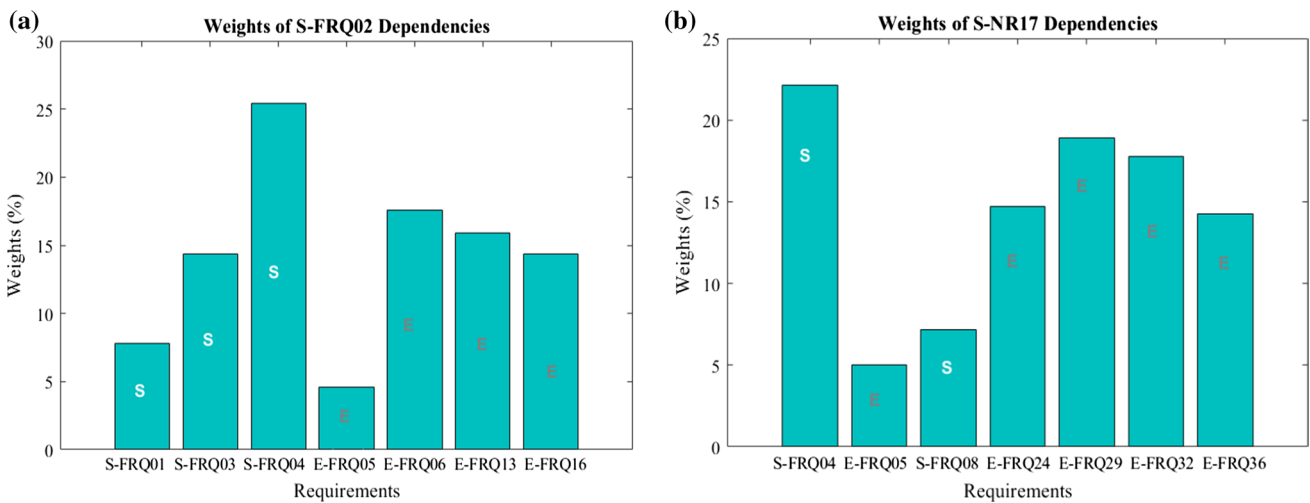 (a)
Weights of S-FRQ02 Dependencies
Weights (%)
30
25
20
15
10
5
0
S
S
S
m
m
m
m
S-FRQ01 S-FRQ03 S-FRQ04 E-FRQ05 E-FRQ06 E-FRQ13 E-FRQ16
Requirements
(b)
Weights of S-NR17 Dependencies
Weights (%)
25
20
15
10
5
0
S
m
S
m
m
m
m
S-FRQ04 E-FRQ05 S-FRQ08 E-FRQ24 E-FRQ29 E-FRQ32 E-FRQ36
Requirements